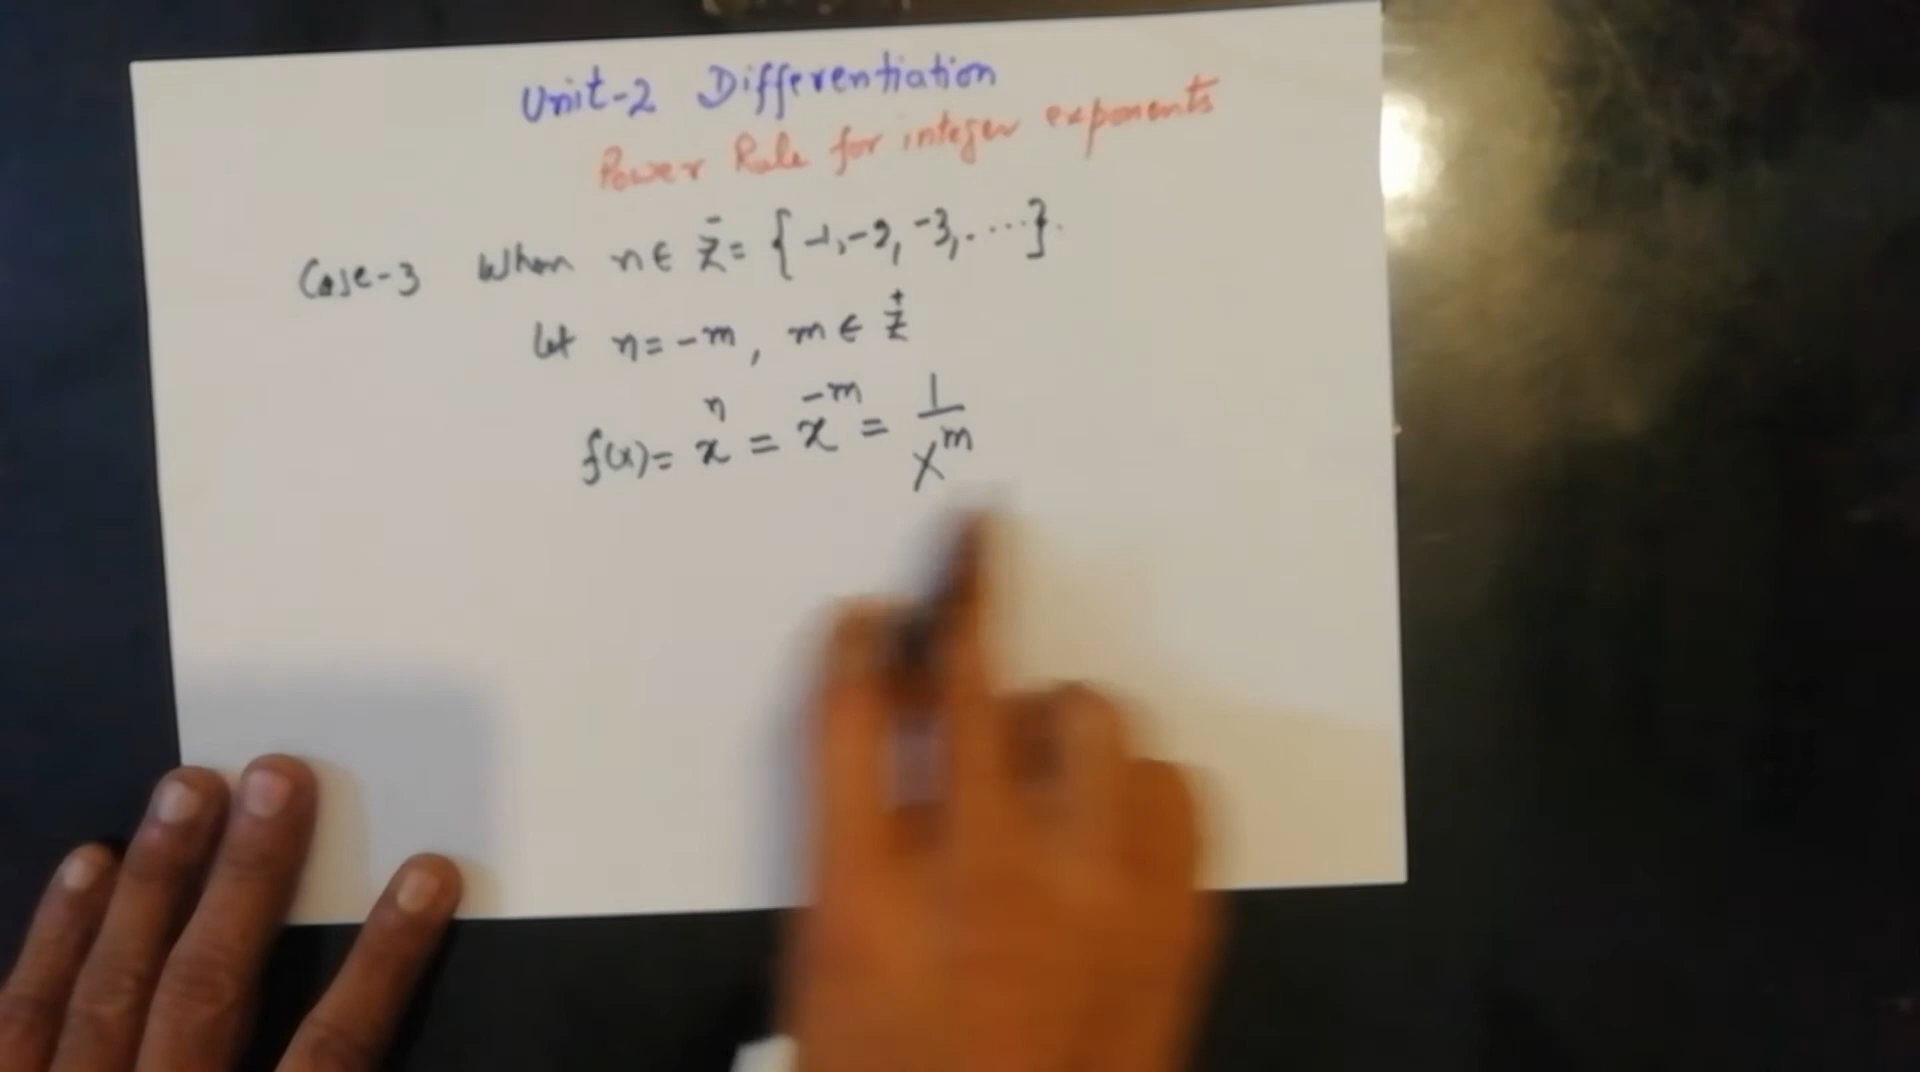 Unit-2 Differentiation
Power Rule for integer exponents
Case-3 When n ∈ Z⁻ = {-1, -2, -3, ....}.
let n = -m, m ∈ Z⁺
f(x) = xⁿ = x⁻ᵐ = 1/xᵐ